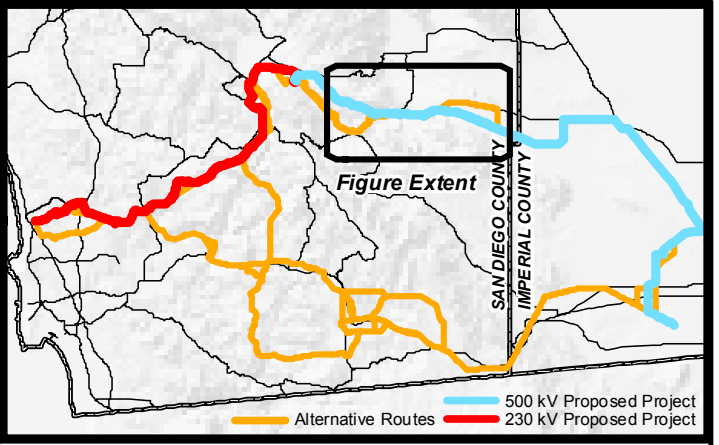 Figure Extent
SAN DIEGO COUNTY
IMPERIAL COUNTY
500 kV Proposed Project
Alternative Routes
230 kV Proposed Project